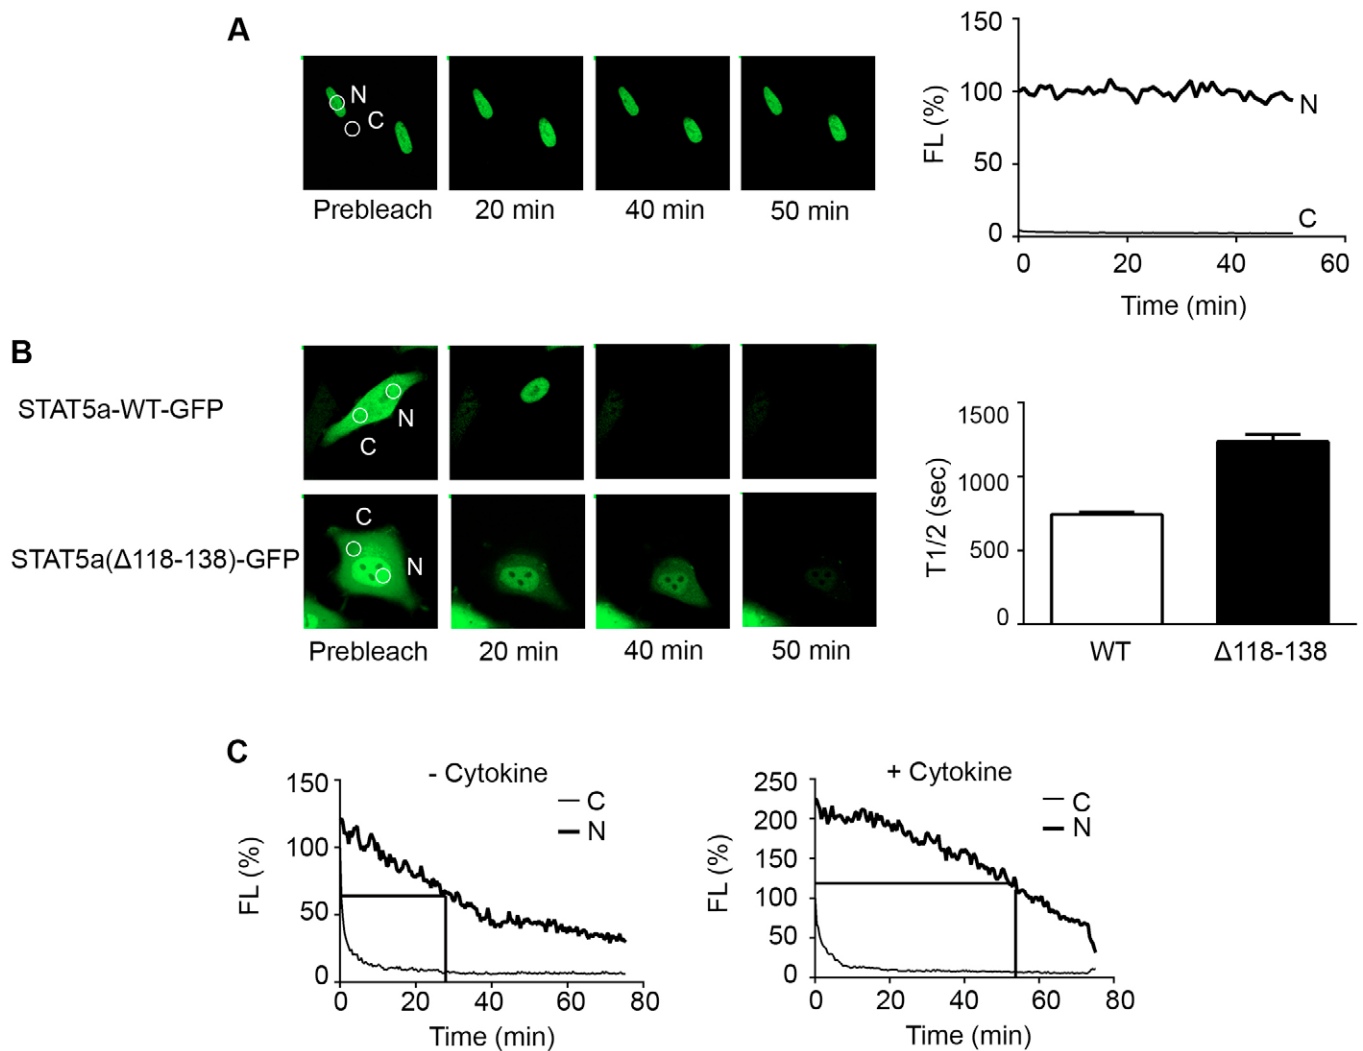 A
N
C
Prebleach
20 min
40 min
50 min
150
100
50
0
FL (%)
N
C
0
20
40
60
Time (min)
B
STAT5a-WT-GFP
N
C
STAT5a(Δ118-138)-GFP
C
N
Prebleach
20 min
40 min
50 min
1500
1000
500
0
T1/2 (sec)
WT
Δ118-138
C
- Cytokine
C
N
150
100
50
0
FL (%)
0
20
40
60
80
Time (min)
+ Cytokine
C
N
250
200
150
100
50
0
FL (%)
0
20
40
60
80
Time (min)